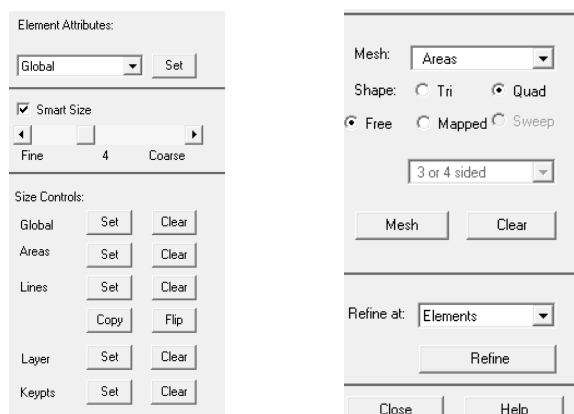 Element Attributes:
Global Set
Smart Size
Fine 4 Coarse
Size Controls:
Global Set Clear
Areas Set Clear
Lines Set Clear
Copy Flip
Layer Set Clear
Keypts Set Clear
Mesh: Areas
Shape: Tri Quad
Free Mapped Sweep
3 or 4 sided
Mesh Clear
Refine at: Elements
Refine
Close Help